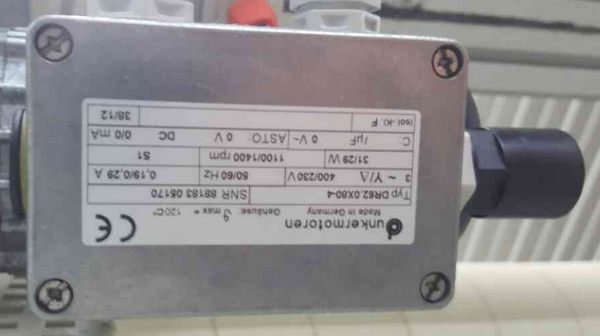 Dunkermotoren
Made in Germany Gehäuse: ϑ max = 120C° CE
Typ DR62.0X80-4 SNR 88183 05170
3 ~ Y/Δ 400/230 V 50/60 Hz 0,19/0,29 A
31/29 W 1100/1400 rpm S1
C: /µF 0 V~ ASTO: 0 V DC 0/0 mA
Isol.-Kl F 38/12